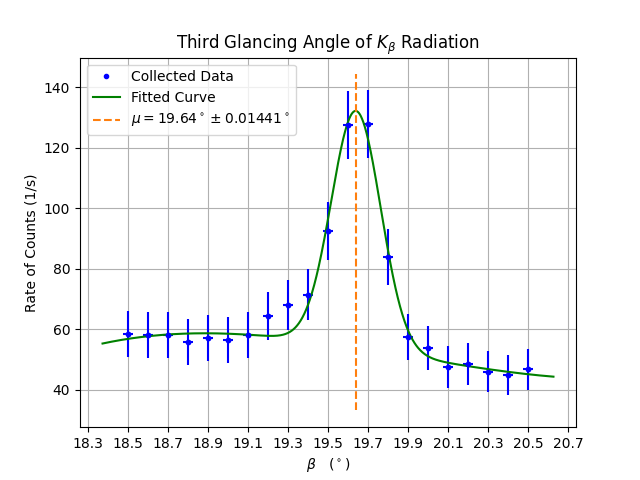 Third Glancing Angle of Kβ Radiation
Collected Data
Fitted Curve
μ = 19.64° ± 0.01441°
Rate of Counts (1/s)
140
120
100
80
60
40
18.3 18.5 18.7 18.9 19.1 19.3 19.5 19.7 19.9 20.1 20.3 20.5 20.7
β (°)